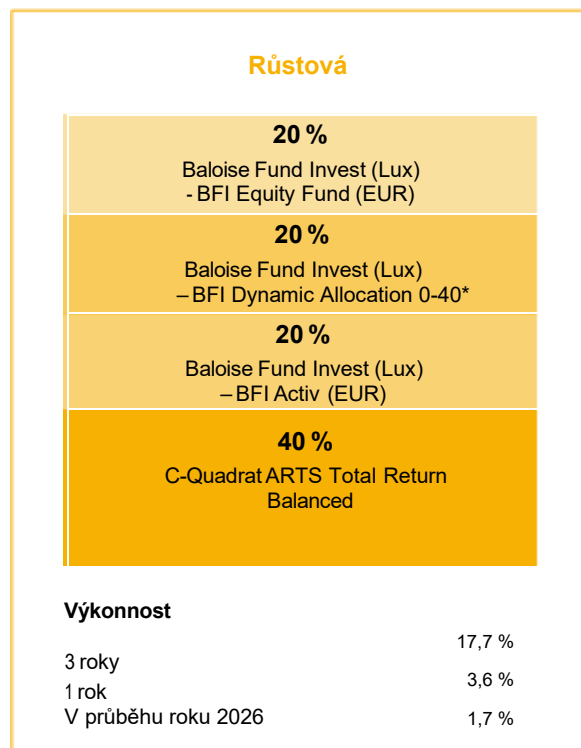 Růstová
20 %
Baloise Fund Invest (Lux)
- BFI Equity Fund (EUR)
20 %
Baloise Fund Invest (Lux)
– BFI Dynamic Allocation 0-40*
20 %
Baloise Fund Invest (Lux)
– BFI Activ (EUR)
40 %
C-Quadrat ARTS Total Return
Balanced
Výkonnost
3 roky 17,7 %
1 rok 3,6 %
V průběhu roku 2026 1,7 %